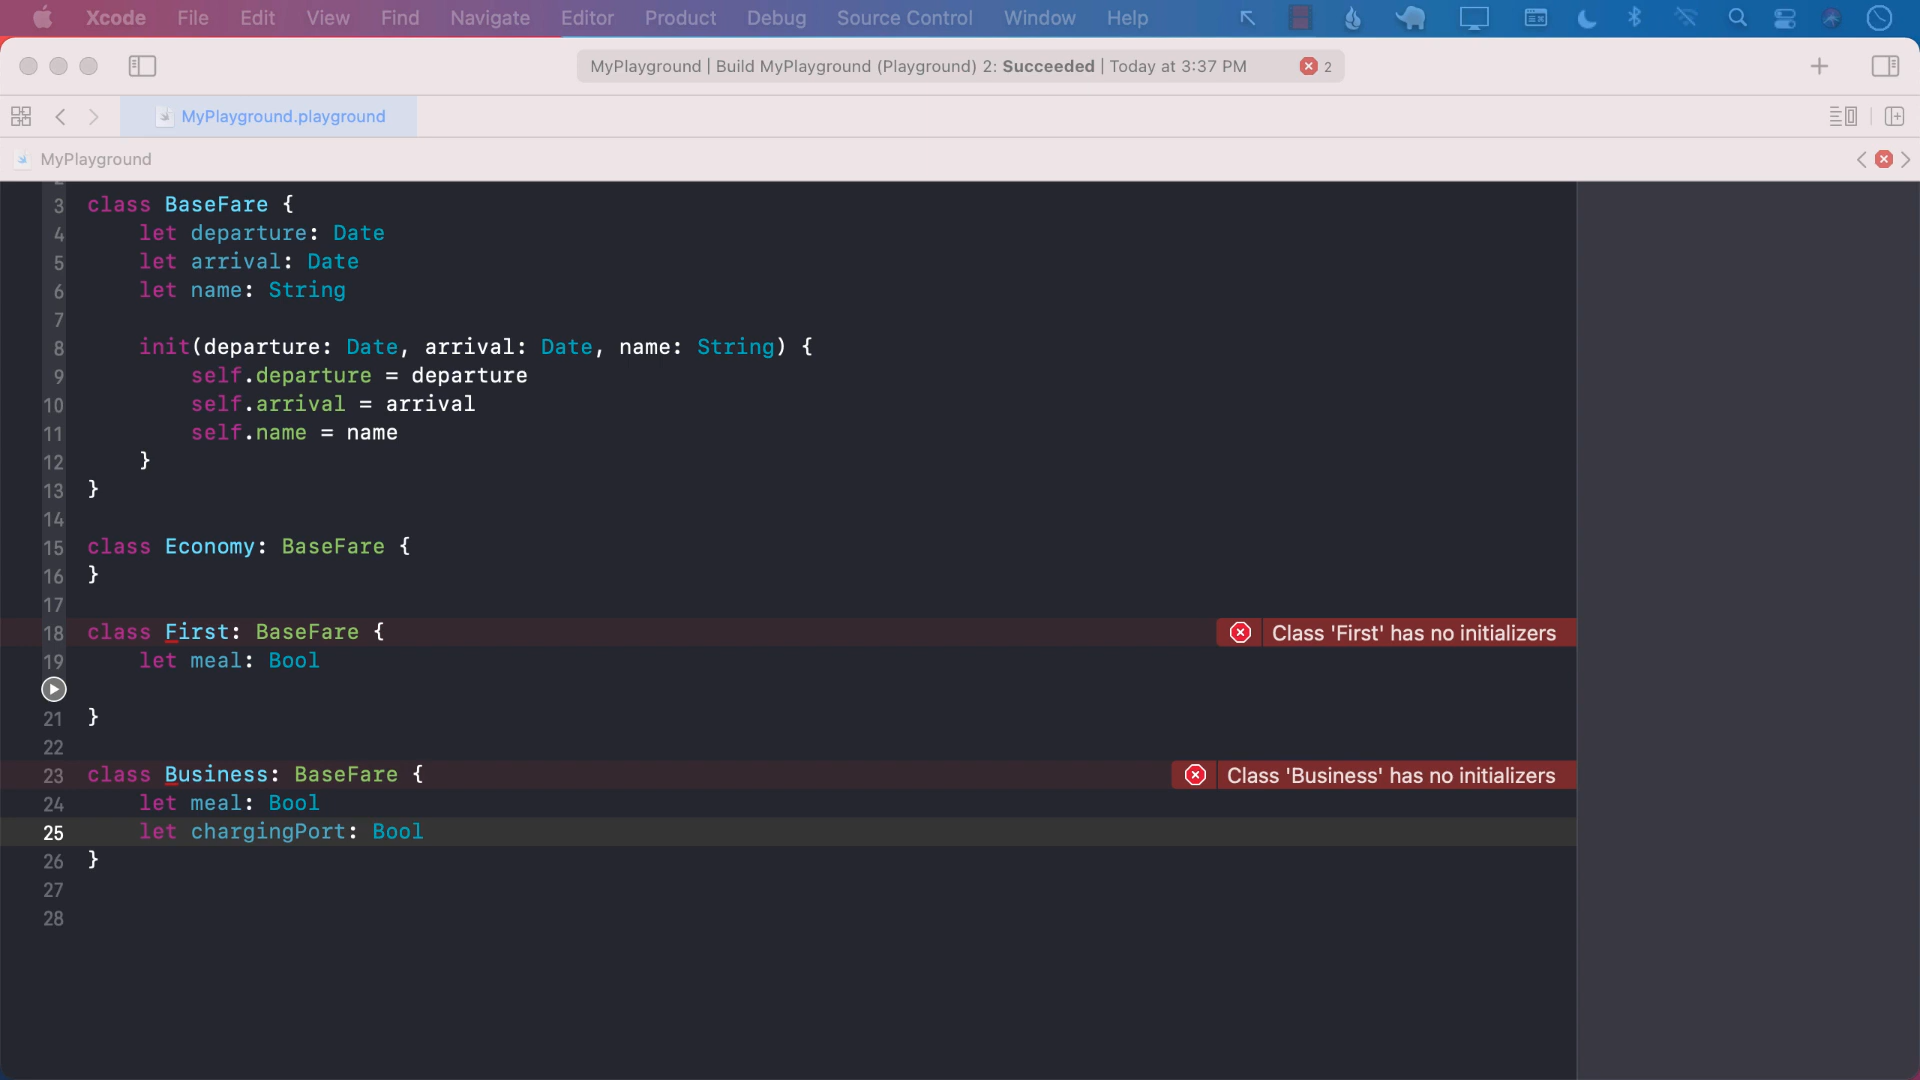 Xcode File Edit View Find Navigate Editor Product Debug Source Control Window Help
MyPlayground | Build MyPlayground (Playground) 2: Succeeded | Today at 3:37 PM 2
MyPlayground.playground
MyPlayground
3 class BaseFare {
4 let departure: Date
5 let arrival: Date
6 let name: String
7
8 init(departure: Date, arrival: Date, name: String) {
9 self.departure = departure
10 self.arrival = arrival
11 self.name = name
12 }
13 }
14
15 class Economy: BaseFare {
16 }
17
18 class First: BaseFare { Class 'First' has no initializers
19 let meal: Bool
21 }
22
23 class Business: BaseFare { Class 'Business' has no initializers
24 let meal: Bool
25 let chargingPort: Bool
26 }
27
28